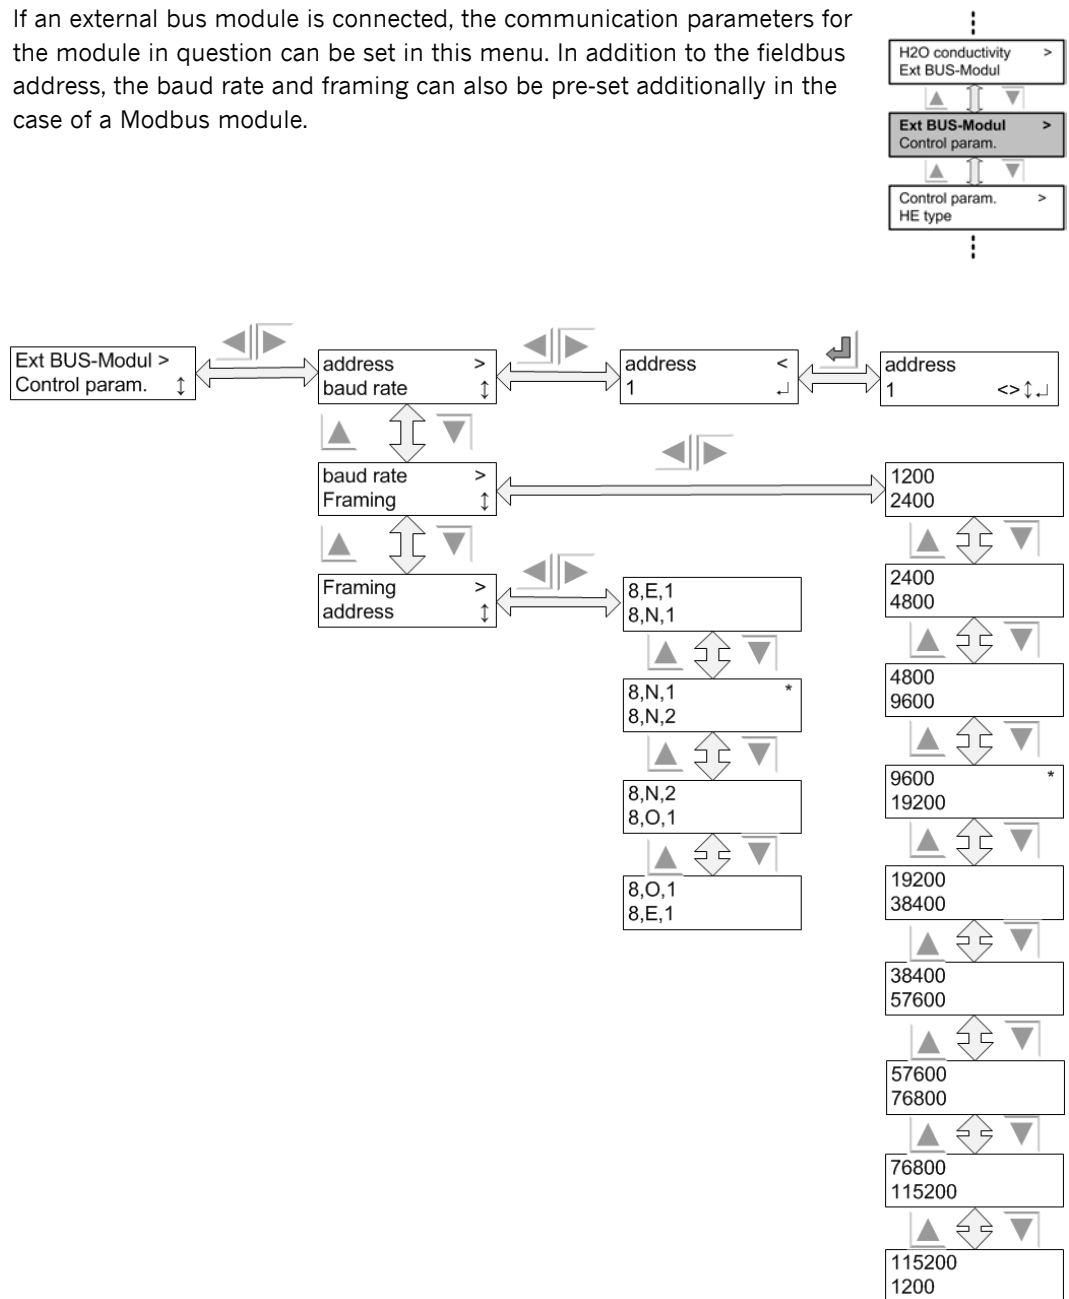 If an external bus module is connected, the communication parameters for
the module in question can be set in this menu. In addition to the fieldbus
address, the baud rate and framing can also be pre-set additionally in the
case of a Modbus module.
H2O conductivity >
Ext BUS-Modul
Ext BUS-Modul >
Control param.
Control param. >
HE type
Ext BUS-Modul >
Control param. ↕
address >
baud rate ↕
address <
1 ↵
address
1 <>↕↵
baud rate >
Framing ↕
1200
2400
Framing >
address ↕
8,E,1
8,N,1
8,N,1 *
8,N,2
8,N,2
8,O,1
8,O,1
8,E,1
2400
4800
4800
9600
9600 *
19200
19200
38400
38400
57600
57600
76800
76800
115200
115200
1200